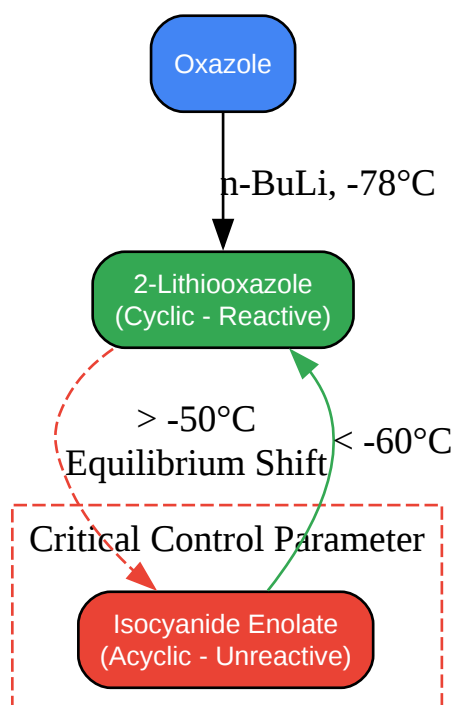 Oxazole
n-BuLi, -78°C
2-Lithiooxazole
(Cyclic - Reactive)
> -50°C
Equilibrium Shift
< -60°C
Critical Control Parameter
Isocyanide Enolate
(Acyclic - Unreactive)